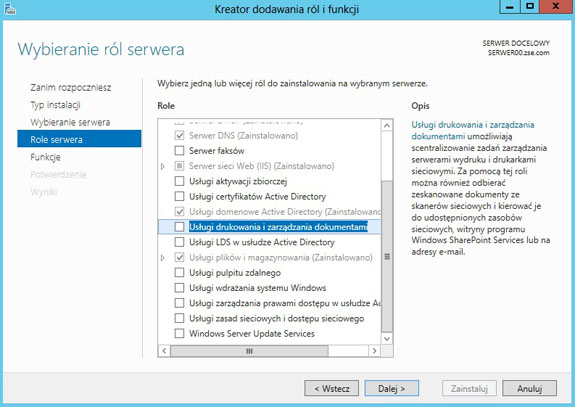 Kreator dodawania ról i funkcji
Wybieranie ról serwera
SERWER DOCELOWY
SERWER00.zse.com
Zanim rozpoczniesz
Typ instalacji
Wybieranie serwera
Role serwera
Funkcje
Potwierdzenie
Wyniki
Wybierz jedną lub więcej ról do zainstalowania na wybranym serwerze.
Role
Serwer DNS (Zainstalowano)
Serwer faksów
Serwer sieci Web (IIS) (Zainstalowano)
Usługi aktywacji zbiorczej
Usługi certyfikatów Active Directory
Usługi domenowe Active Directory (Zainstalowano
Usługi drukowania i zarządzania dokumentami
Usługi LDS w usłudze Active Directory
Usługi plików i magazynowania (Zainstalowano)
Usługi pulpitu zdalnego
Usługi wdrażania systemu Windows
Usługi zarządzania prawami dostępu w usłudze Ac
Usługi zasad sieciowych i dostępu sieciowego
Windows Server Update Services
Opis
Usługi drukowania i zarządzania
dokumentami umożliwiają
scentralizowanie zadań zarządzania
serwerami wydruku i drukarkami
sieciowymi. Za pomocą tej roli
można również odbierać
zeskanowane dokumenty ze
skanerów sieciowych i kierować je
do udostępnionych zasobów
sieciowych, witryny programu
Windows SharePoint Services lub na
adresy e-mail.
< Wstecz
Dalej >
Zainstaluj
Anuluj